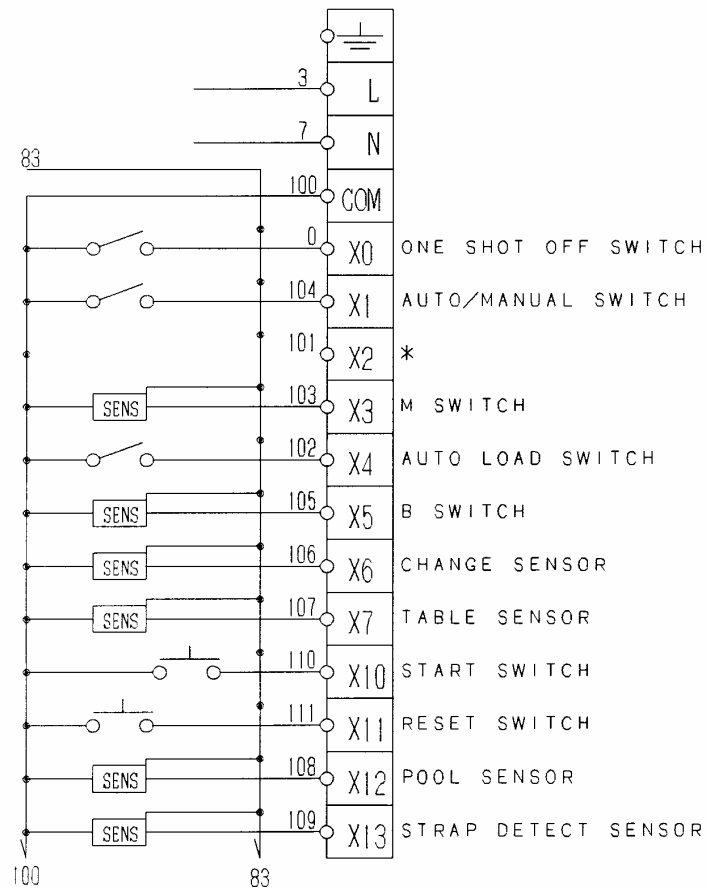 3 L
7 N
83
100 COM
0 X0 ONE SHOT OFF SWITCH
104 X1 AUTO/MANUAL SWITCH
101 X2 *
SENS 103 X3 M SWITCH
102 X4 AUTO LOAD SWITCH
SENS 105 X5 B SWITCH
SENS 106 X6 CHANGE SENSOR
SENS 107 X7 TABLE SENSOR
110 X10 START SWITCH
111 X11 RESET SWITCH
SENS 108 X12 POOL SENSOR
SENS 109 X13 STRAP DETECT SENSOR
100 83